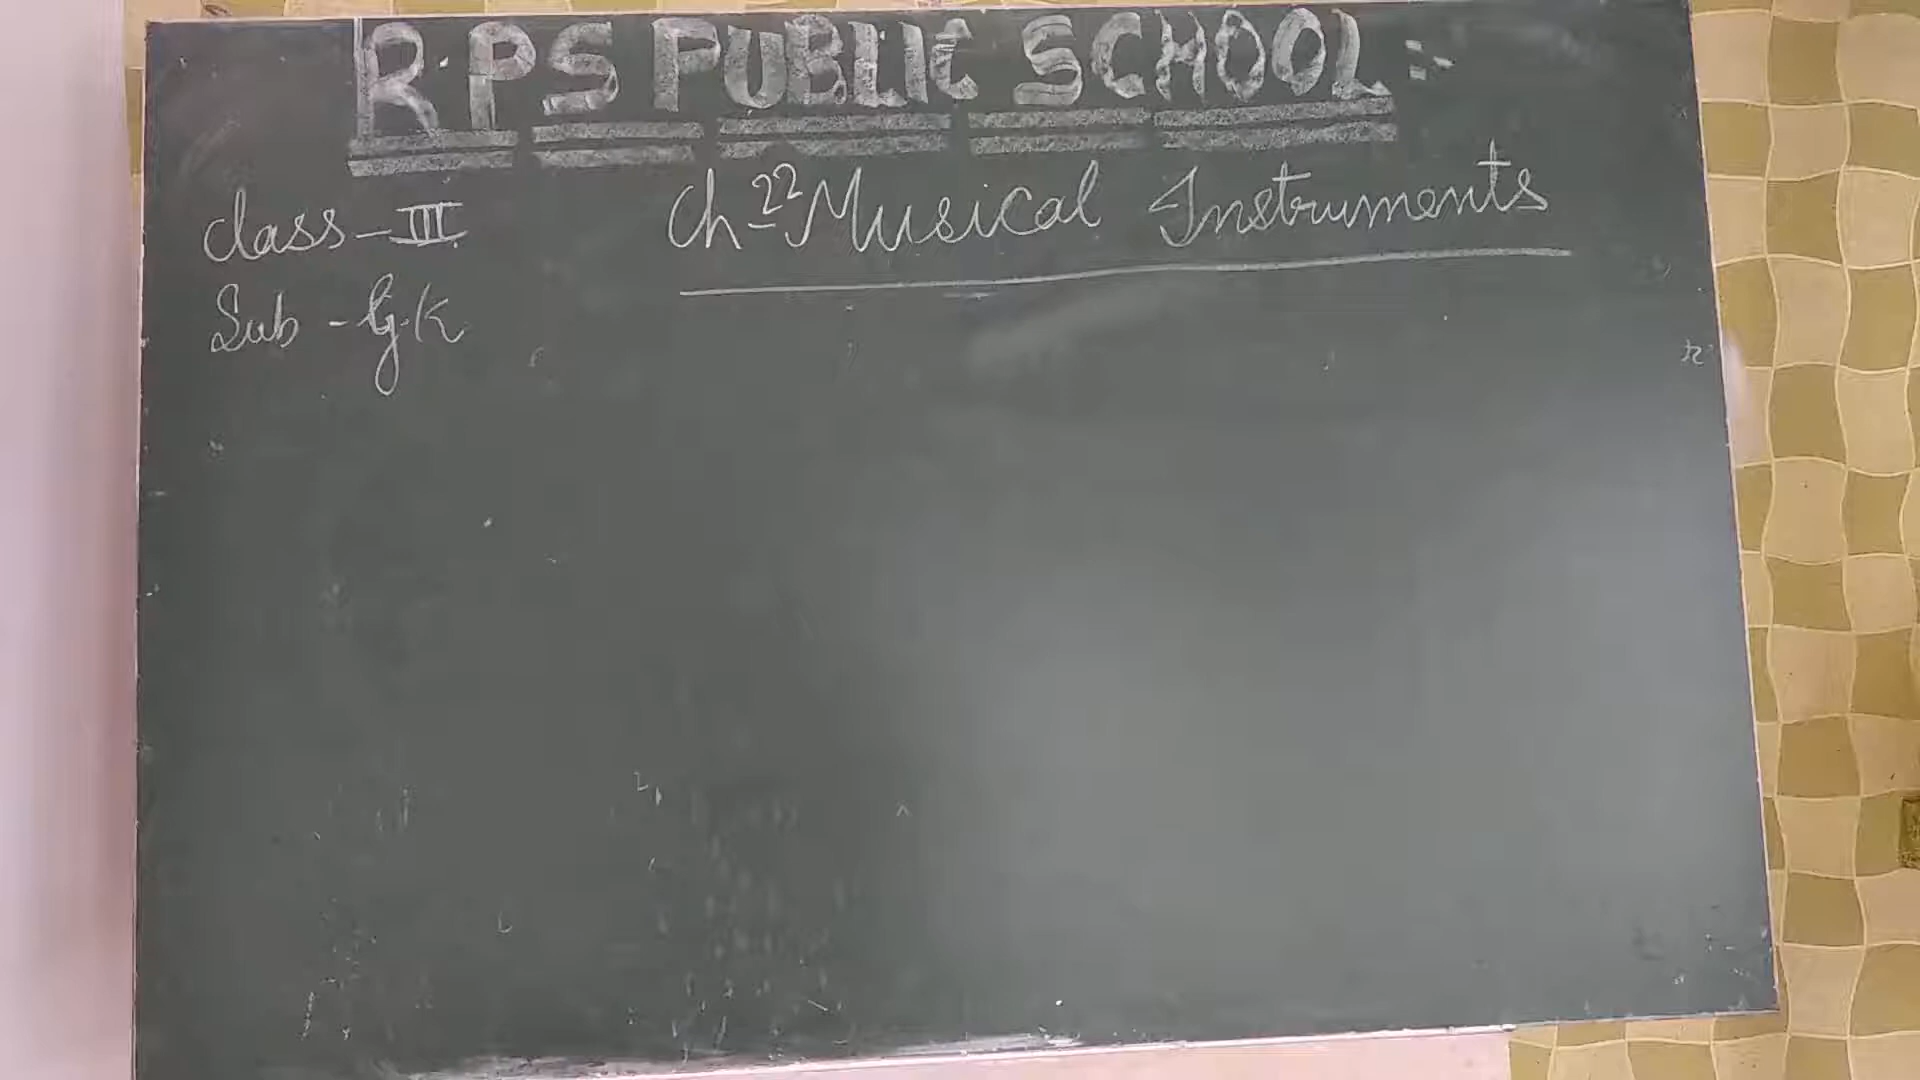 R.P S PUBLIC SCHOOL :-
Class - III
Ch-22 Musical Instruments
Sub - G.K